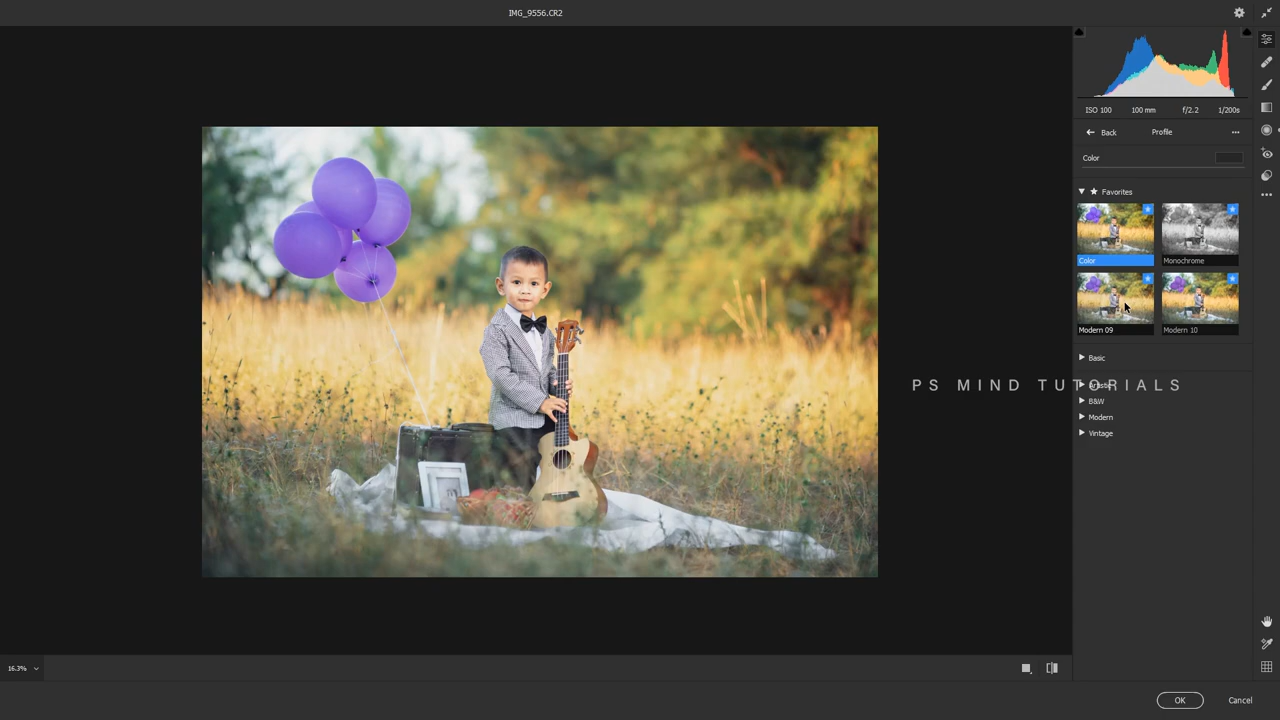 IMG_9556.CR2
ISO 100 100 mm f/2.2 1/200s
Back Profile
Color
Favorites
Color Monochrome
Modern 09 Modern 10
Basic
PS MIND TUTORIALS
B&W
Modern
Vintage
16.3%
OK Cancel